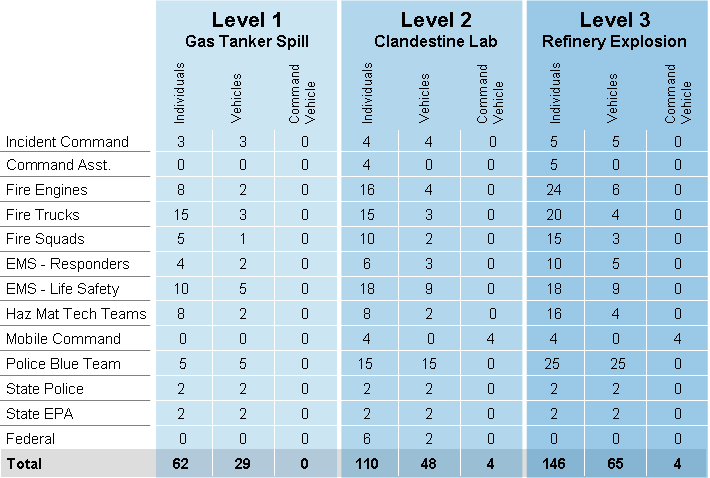 Level 1 Level 2 Level 3
Gas Tanker Spill Clandestine Lab Refinery Explosion
Individuals Vehicles Command Vehicle Individuals Vehicles Command Vehicle Individuals Vehicles Command Vehicle
Incident Command 3 3 0 4 4 0 5 5 0
Command Asst. 0 0 0 4 0 0 5 0 0
Fire Engines 8 2 0 16 4 0 24 6 0
Fire Trucks 15 3 0 15 3 0 20 4 0
Fire Squads 5 1 0 10 2 0 15 3 0
EMS - Responders 4 2 0 6 3 0 10 5 0
EMS - Life Safety 10 5 0 18 9 0 18 9 0
Haz Mat Tech Teams 8 2 0 8 2 0 16 4 0
Mobile Command 0 0 0 4 0 4 4 0 4
Police Blue Team 5 5 0 15 15 0 25 25 0
State Police 2 2 0 2 2 0 2 2 0
State EPA 2 2 0 2 2 0 2 2 0
Federal 0 0 0 6 2 0 0 0 0
Total 62 29 0 110 48 4 146 65 4